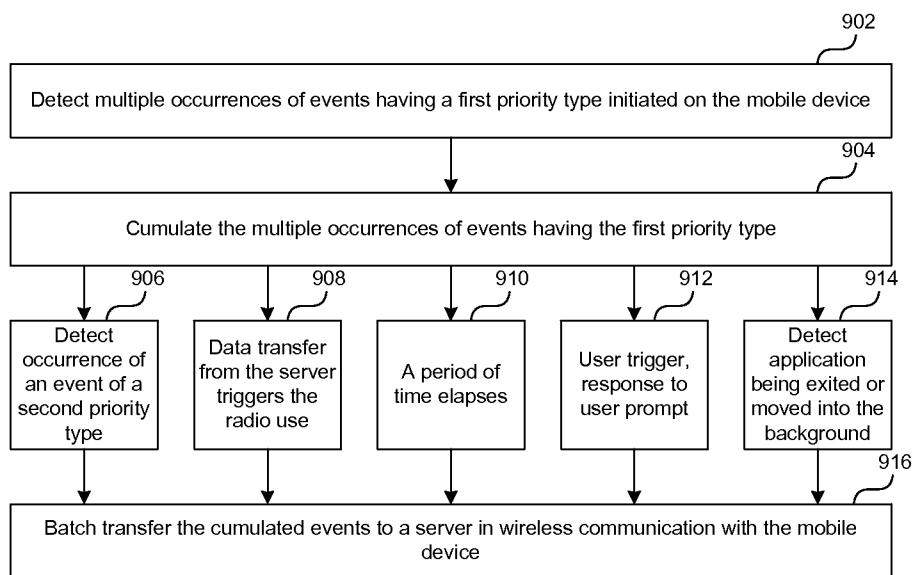 902
Detect multiple occurrences of events having a first priority type initiated on the mobile device
904
Cumulate the multiple occurrences of events having the first priority type
906
Detect
occurrence of
an event of a
second priority
type
908
Data transfer
from the server
triggers the
radio use
910
A period of
time elapses
912
User trigger,
response to
user prompt
914
Detect
application
being exited or
moved into the
background
916
Batch transfer the cumulated events to a server in wireless communication with the mobile
device